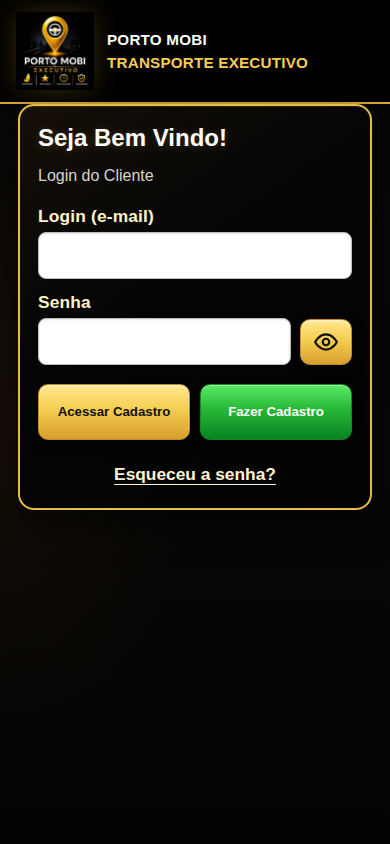 PORTO MOBI
EXECUTIVO
PORTO MOBI
TRANSPORTE EXECUTIVO
Seja Bem Vindo!
Login do Cliente
Login (e-mail)
Senha
Acessar Cadastro
Fazer Cadastro
Esqueceu a senha?